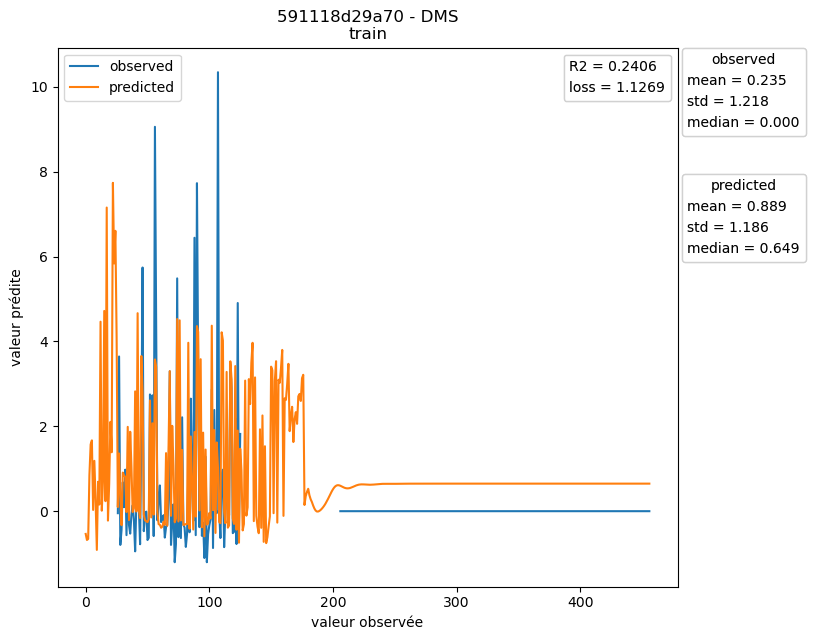 591118d29a70 - DMS
train
observed
predicted
R2 = 0.2406
loss = 1.1269
observed
mean = 0.235
std = 1.218
median = 0.000
predicted
mean = 0.889
std = 1.186
median = 0.649
valeur prédite
10
8
6
4
2
0
0
100
200
300
400
valeur observée